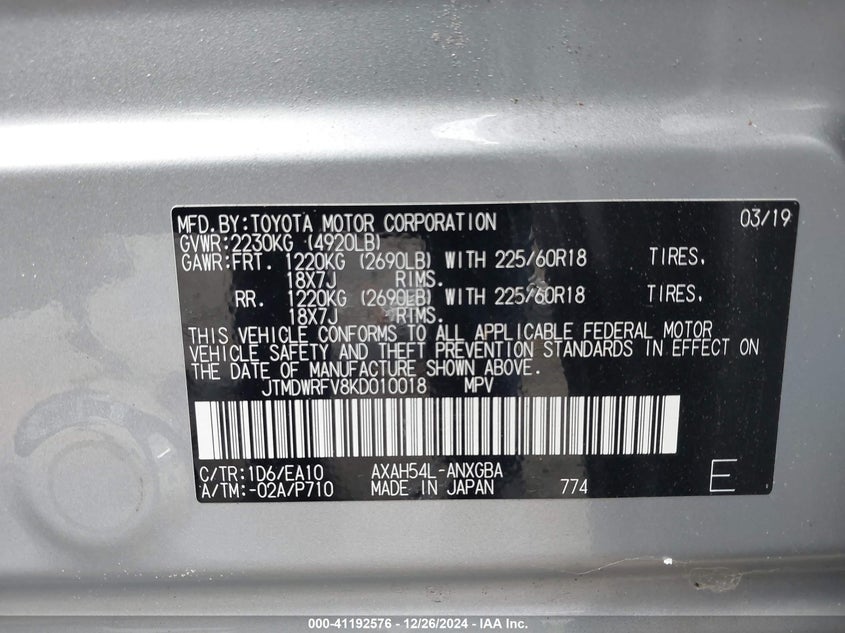 MFD.BY:TOYOTA MOTOR CORPORATION 03/19
GVWR:2230KG (4920LB)
GAWR:FRT. 1220KG (2690LB) WITH 225/60R18 TIRES.
18X7J RIMS.
RR. 1220KG (2690LB) WITH 225/60R18 TIRES.
18X7J RIMS.
THIS VEHICLE CONFORMS TO ALL APPLICABLE FEDERAL MOTOR
VEHICLE SAFETY AND THEFT PREVENTION STANDARDS IN EFFECT ON
THE DATE OF MANUFACTURE SHOWN ABOVE.
JTMDWRFV8KD010018 MPV
C/TR:1D6/EA10 AXAH54L-ANXGBA
A/TM:-02A/P710 MADE IN JAPAN 774 E
000-41192576 - 12/26/2024 - IAA Inc.